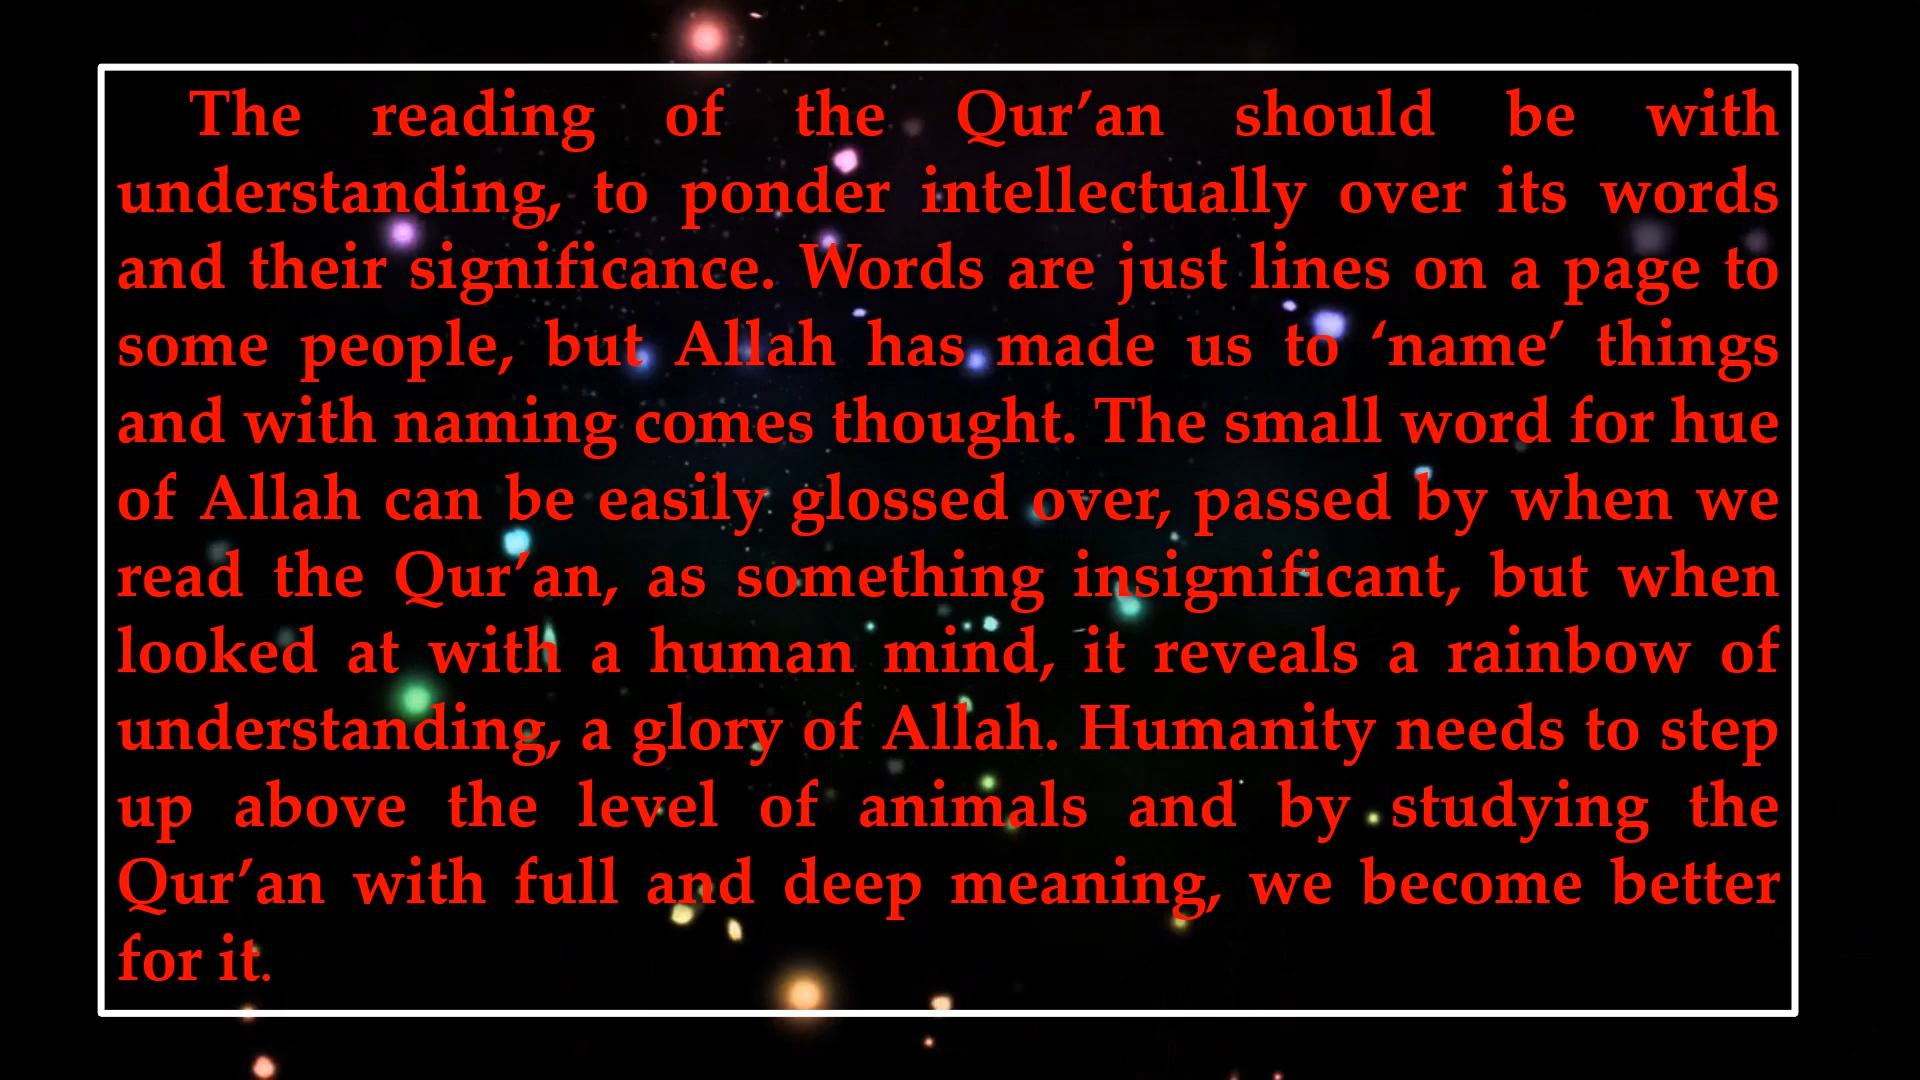 The reading of the Qur’an should be with
understanding, to ponder intellectually over its words
and their significance. Words are just lines on a page to
some people, but Allah has made us to ‘name’ things
and with naming comes thought. The small word for hue
of Allah can be easily glossed over, passed by when we
read the Qur’an, as something insignificant, but when
looked at with a human mind, it reveals a rainbow of
understanding, a glory of Allah. Humanity needs to step
up above the level of animals and by studying the
Qur’an with full and deep meaning, we become better
for it.